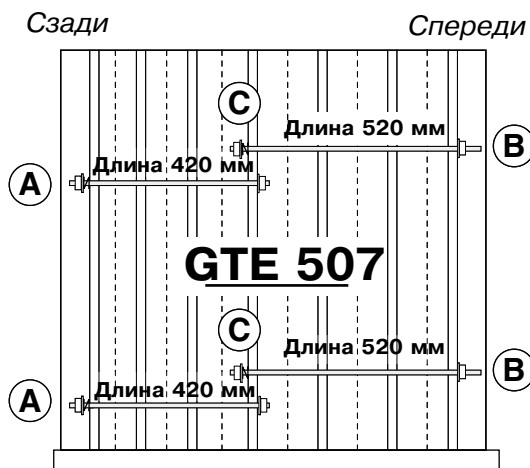 Сзади Спереди
C
Длина 520 мм
B
Длина 420 мм
A
GTE 507
C
Длина 520 мм
B
Длина 420 мм
A